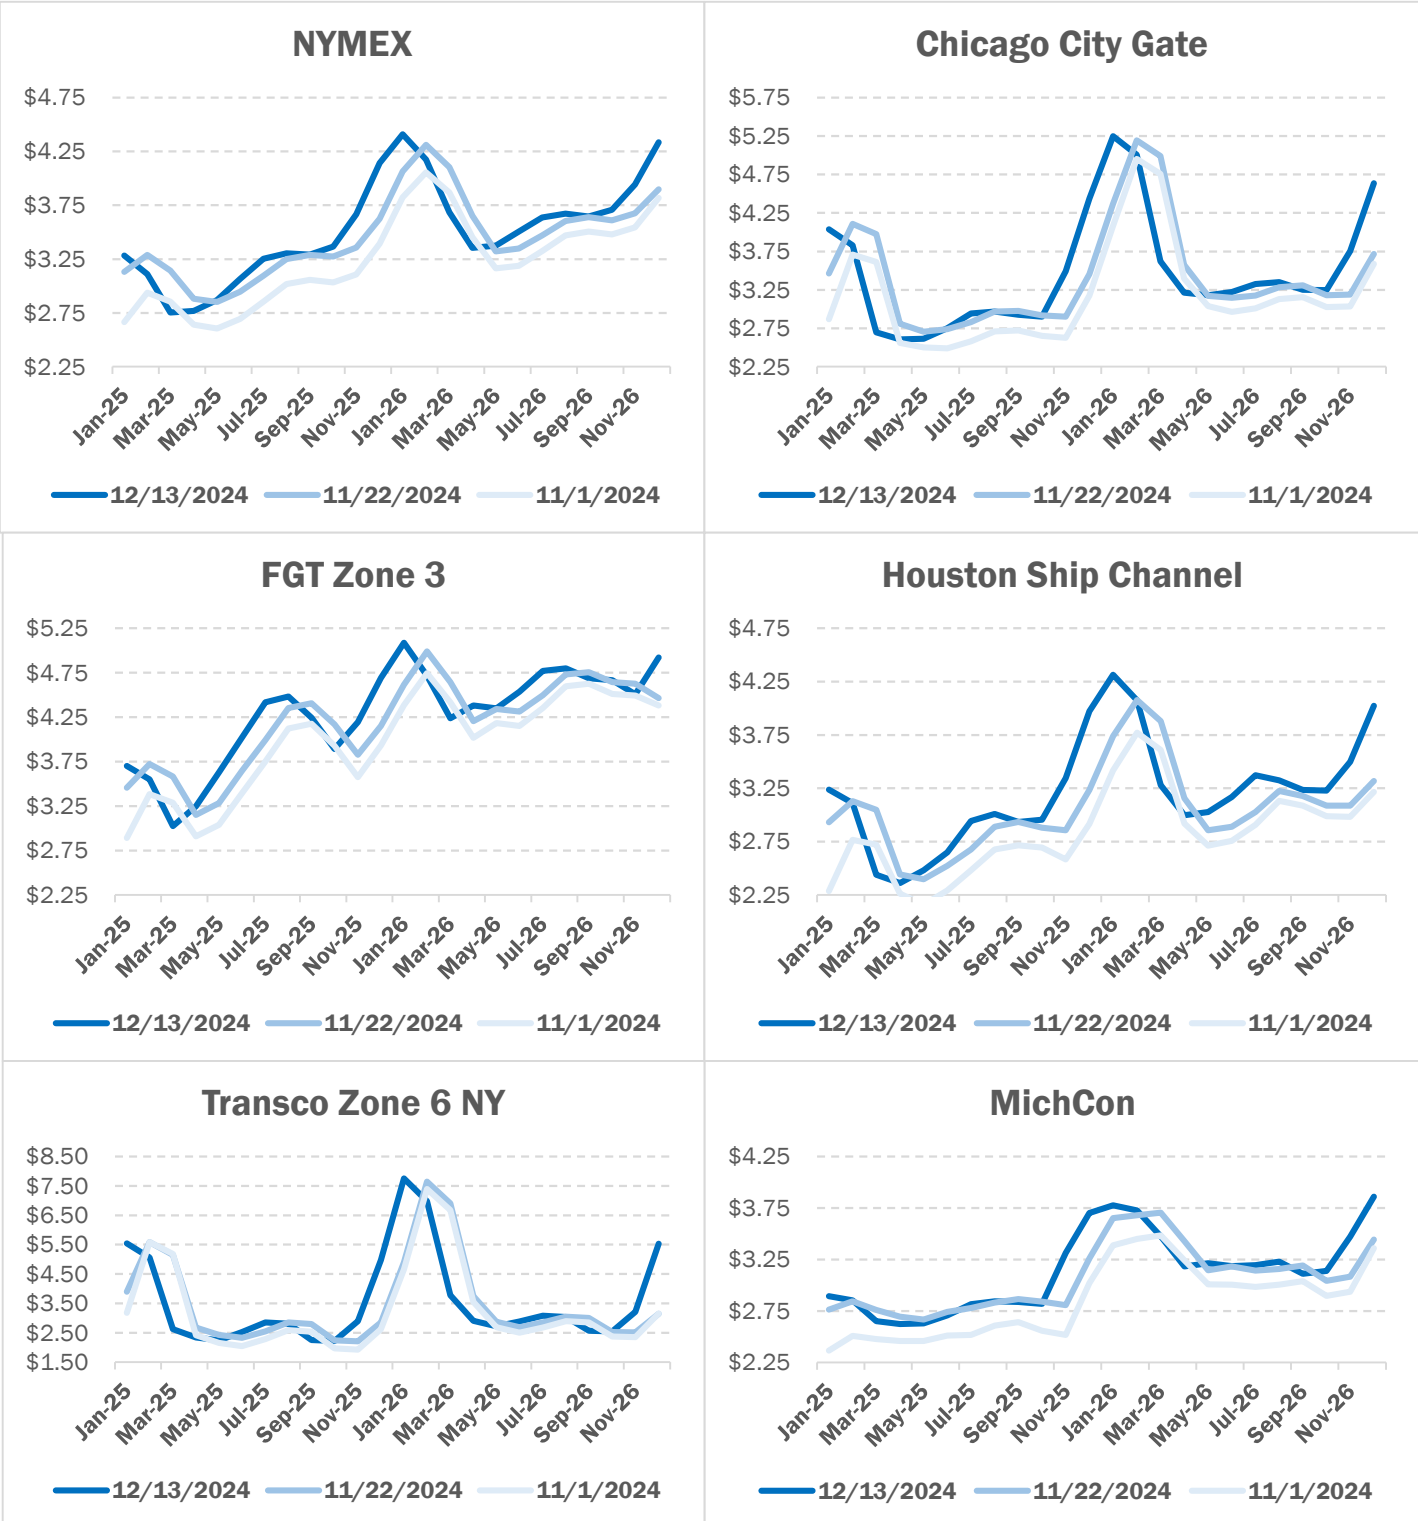 NYMEX
$4.75
$4.25
$3.75
$3.25
$2.75
$2.25
Jan-25 Mar-25 May-25 Jul-25 Sep-25 Nov-25 Jan-26 Mar-26 May-26 Jul-26 Sep-26 Nov-26
12/13/2024 11/22/2024 11/1/2024
Chicago City Gate
$5.75
$5.25
$4.75
$4.25
$3.75
$3.25
$2.75
$2.25
Jan-25 Mar-25 May-25 Jul-25 Sep-25 Nov-25 Jan-26 Mar-26 May-26 Jul-26 Sep-26 Nov-26
12/13/2024 11/22/2024 11/1/2024
FGT Zone 3
$5.25
$4.75
$4.25
$3.75
$3.25
$2.75
$2.25
Jan-25 Mar-25 May-25 Jul-25 Sep-25 Nov-25 Jan-26 Mar-26 May-26 Jul-26 Sep-26 Nov-26
12/13/2024 11/22/2024 11/1/2024
Houston Ship Channel
$4.75
$4.25
$3.75
$3.25
$2.75
$2.25
Jan-25 Mar-25 May-25 Jul-25 Sep-25 Nov-25 Jan-26 Mar-26 May-26 Jul-26 Sep-26 Nov-26
12/13/2024 11/22/2024 11/1/2024
Transco Zone 6 NY
$8.50
$7.50
$6.50
$5.50
$4.50
$3.50
$2.50
$1.50
Jan-25 Mar-25 May-25 Jul-25 Sep-25 Nov-25 Jan-26 Mar-26 May-26 Jul-26 Sep-26 Nov-26
12/13/2024 11/22/2024 11/1/2024
MichCon
$4.25
$3.75
$3.25
$2.75
$2.25
Jan-25 Mar-25 May-25 Jul-25 Sep-25 Nov-25 Jan-26 Mar-26 May-26 Jul-26 Sep-26 Nov-26
12/13/2024 11/22/2024 11/1/2024